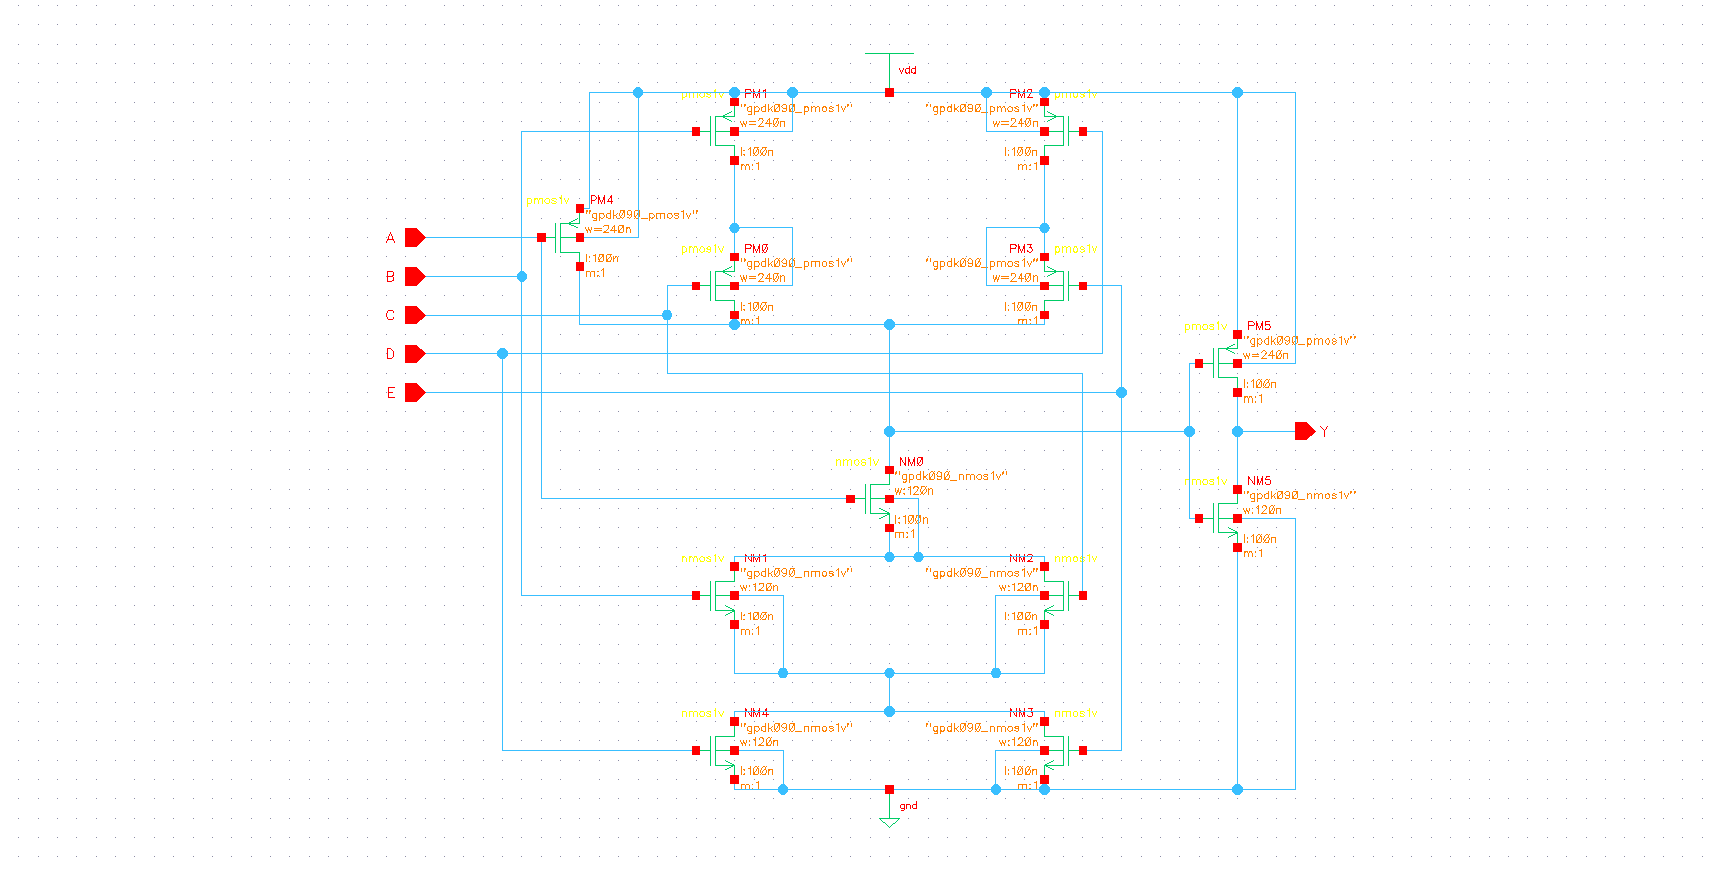 vdd
pmos1v PM1
"gpdk090_pmos1v"
w=240n
l:100n
m:1
PM2 pmos1v
"gpdk090_pmos1v"
w=240n
l:100n
m:1
pmos1v PM4
"gpdk090_pmos1v"
w=240n
l:100n
m:1
A
B
C
D
E
pmos1v PM0
"gpdk090_pmos1v"
w=240n
l:100n
m:1
PM3 pmos1v
"gpdk090_pmos1v"
w=240n
l:100n
m:1
pmos1v PM5
"gpdk090_pmos1v"
w=240n
l:100n
m:1
Y
nmos1v NM0
"gpdk090_nmos1v"
w:120n
l:100n
m:1
nmos1v NM5
"gpdk090_nmos1v"
w:120n
l:100n
m:1
nmos1v NM1
"gpdk090_nmos1v"
w:120n
l:100n
m:1
NM2 nmos1v
"gpdk090_nmos1v"
w:120n
l:100n
m:1
nmos1v NM4
"gpdk090_nmos1v"
w:120n
l:100n
m:1
NM3 nmos1v
"gpdk090_nmos1v"
w:120n
l:100n
m:1
gnd